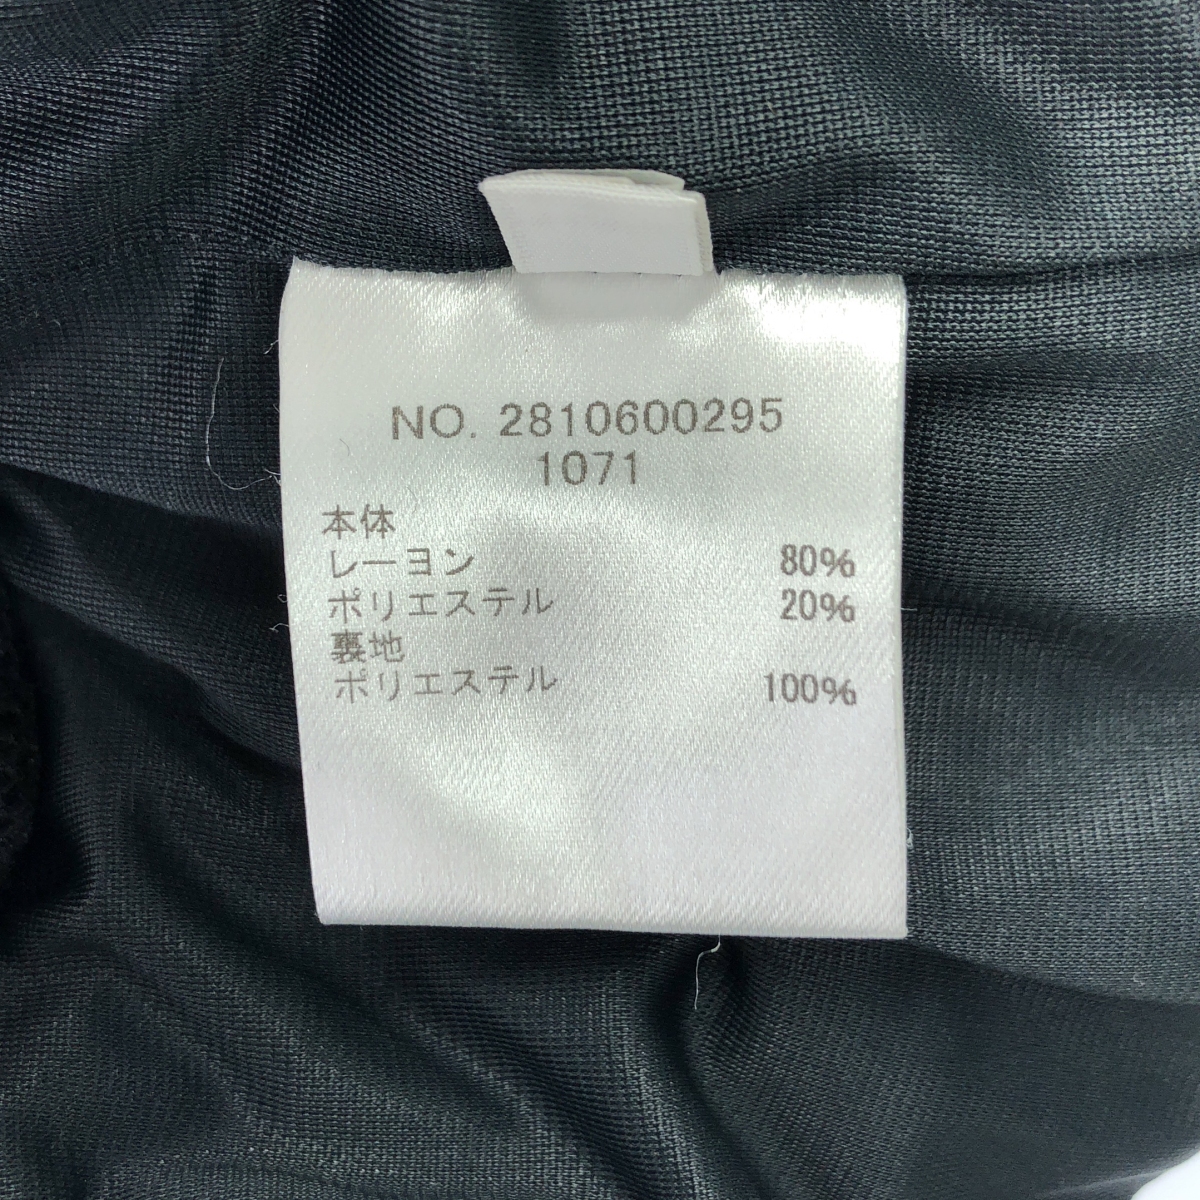 NO. 2810600295
1071
本体
レーヨン 80%
ポリエステル 20%
裏地
ポリエステル 100%